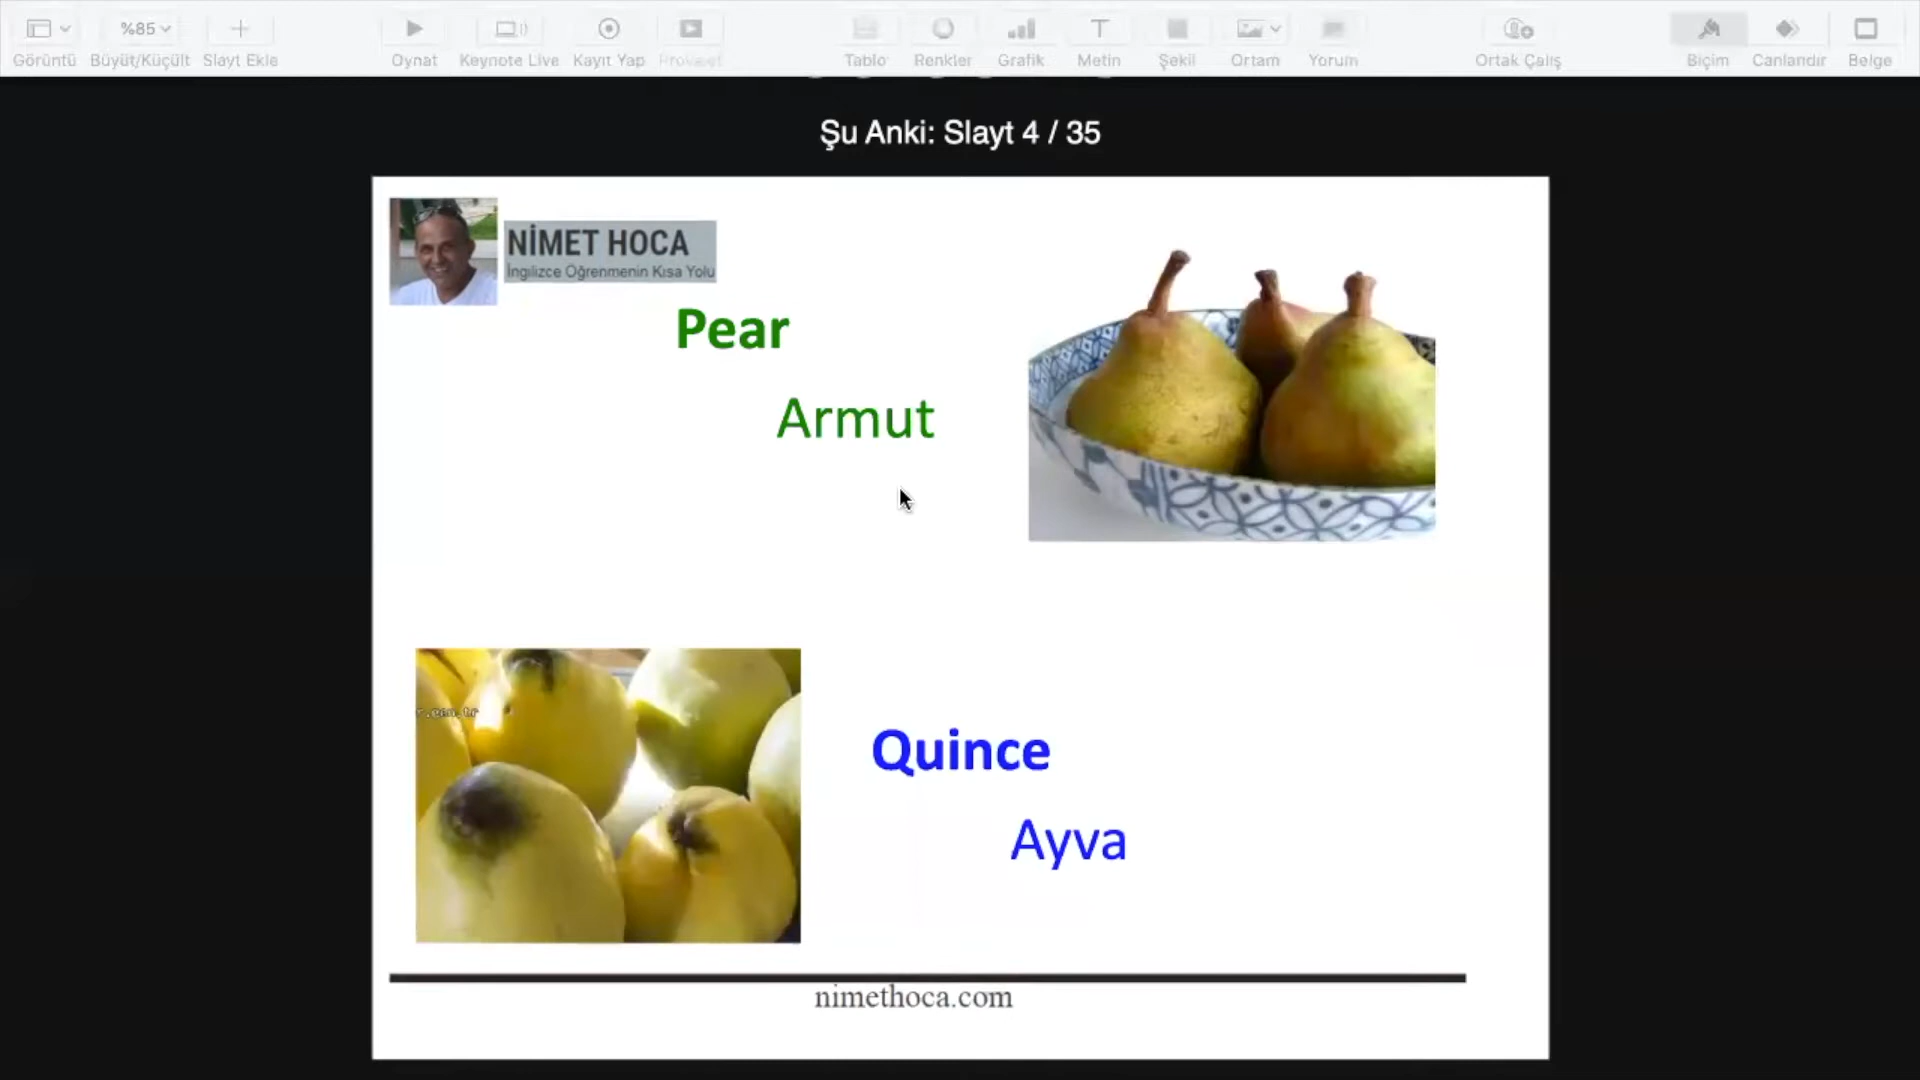 Görüntü
%85
Büyüt/Küçült
Slayt Ekle
Oynat
Keynote Live
Kayıt Yap
Tablo
Renkler
Grafik
Metin
Şekil
Ortam
Yorum
Ortak Çalış
Biçim
Canlandır
Belge
Şu Anki: Slayt 4 / 35
NİMET HOCA
İngilizce Öğrenmenin Kısa Yolu
Pear
Armut
Quince
Ayva
nimethoca.com